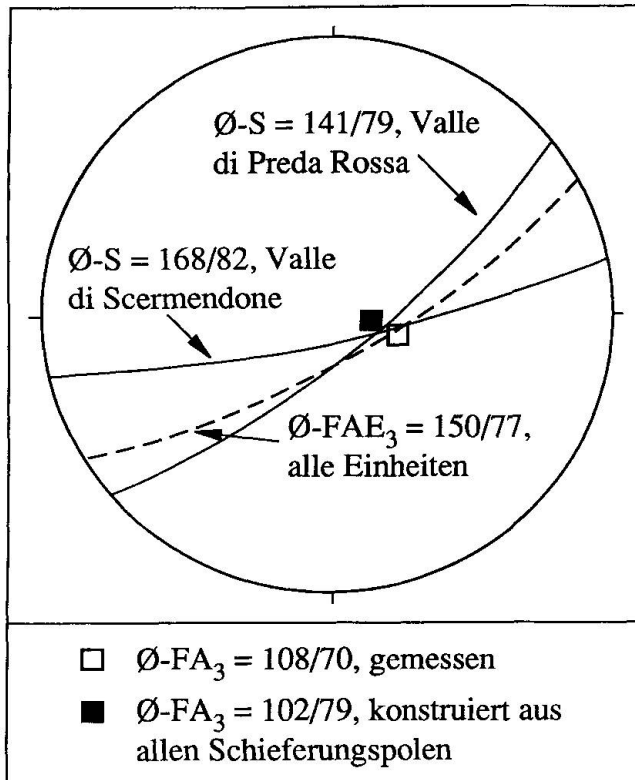 Ø-S = 141/79, Valle
di Preda Rossa
Ø-S = 168/82, Valle
di Scermendone
Ø-FAE₃ = 150/77,
alle Einheiten
Ø-FA₃ = 108/70, gemessen
Ø-FA₃ = 102/79, konstruiert aus
allen Schieferungspolen